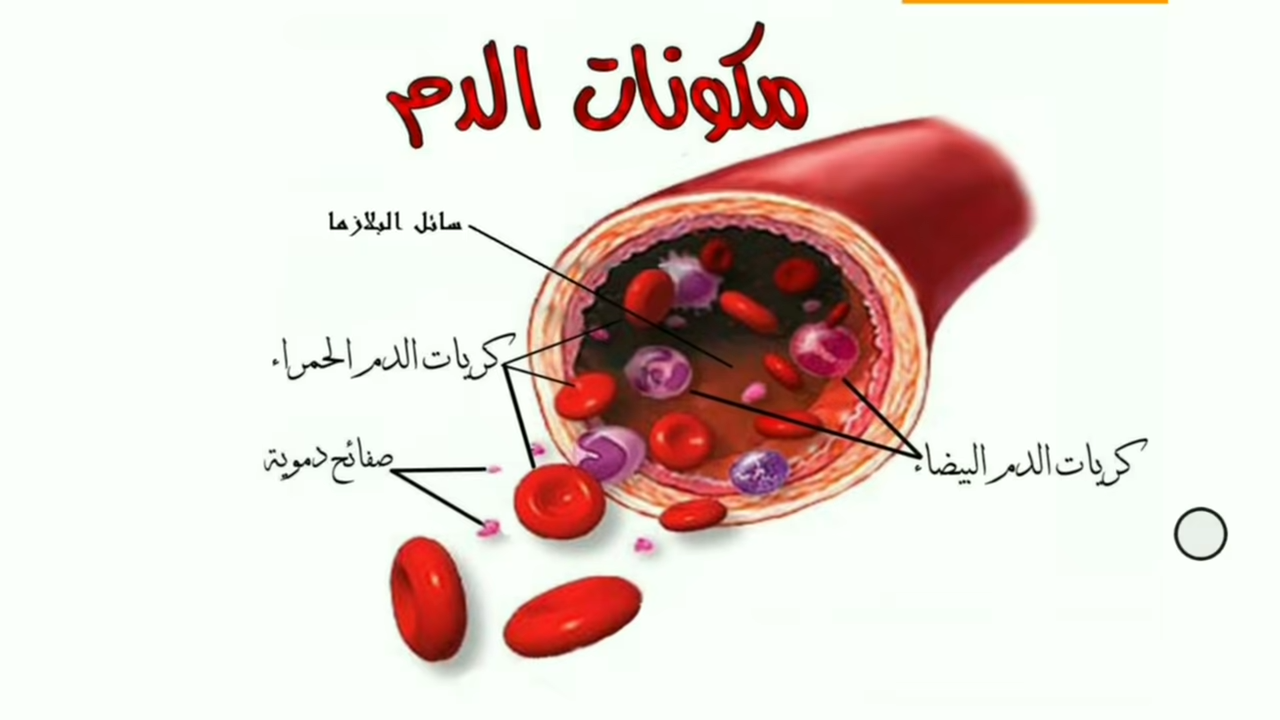 مكونات الدم
سائل البلازما
كريات الدم الحمراء
صفائح دموية
كريات الدم البيضاء